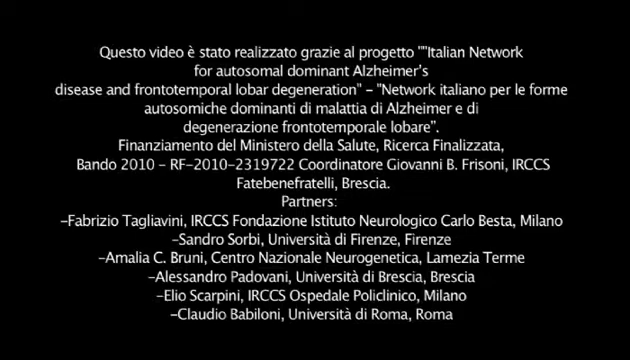 Questo video è stato realizzato grazie al progetto ""Italian Network
for autosomal dominant Alzheimer's
disease and frontotemporal lobar degeneration" – "Network italiano per le forme
autosomiche dominanti di malattia di Alzheimer e di
degenerazione frontotemporale lobare".
Finanziamento del Ministero della Salute, Ricerca Finalizzata,
Bando 2010 – RF-2010-2319722 Coordinatore Giovanni B. Frisoni, IRCCS
Fatebenefratelli, Brescia.
Partners:
-Fabrizio Tagliavini, IRCCS Fondazione Istituto Neurologico Carlo Besta, Milano
-Sandro Sorbi, Università di Firenze, Firenze
-Amalia C. Bruni, Centro Nazionale Neurogenetica, Lamezia Terme
-Alessandro Padovani, Università di Brescia, Brescia
-Elio Scarpini, IRCCS Ospedale Policlinico, Milano
-Claudio Babiloni, Università di Roma, Roma